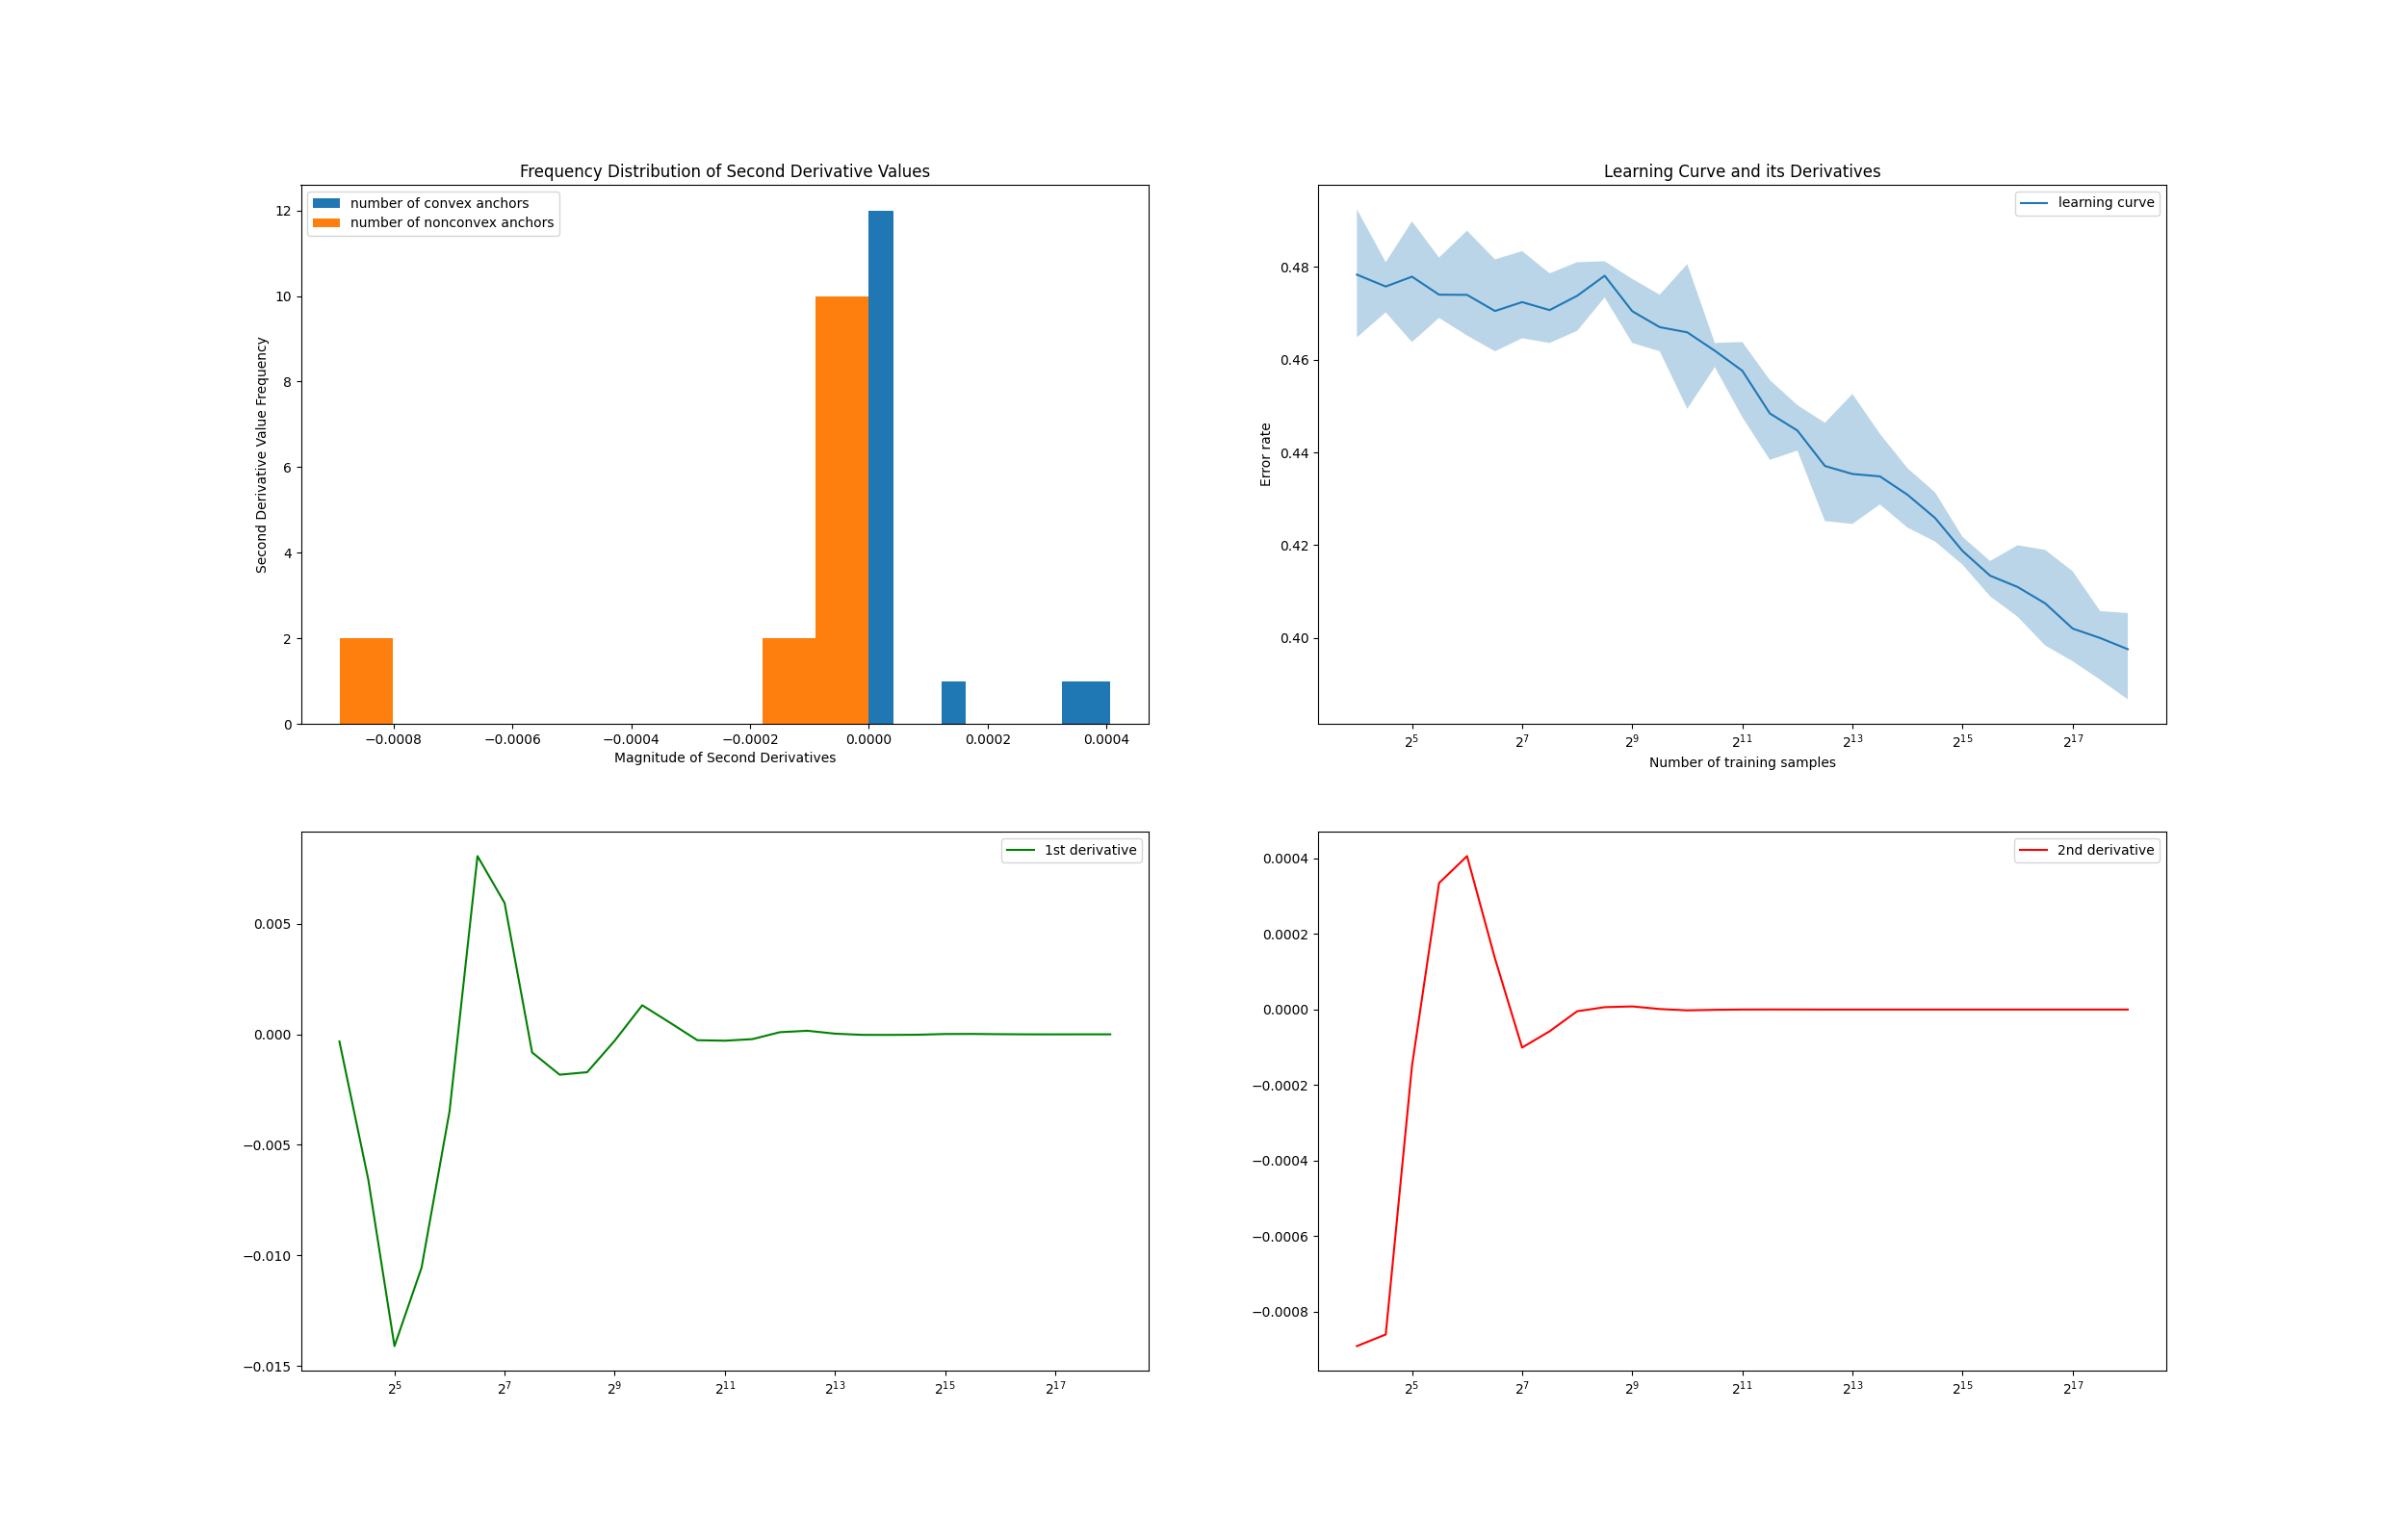 Frequency Distribution of Second Derivative Values
number of convex anchors
number of nonconvex anchors
Second Derivative Value Frequency
12
10
8
6
4
2
0
−0.0008 −0.0006 −0.0004 −0.0002 0.0000 0.0002 0.0004
Magnitude of Second Derivatives
Learning Curve and its Derivatives
learning curve
Error rate
0.48
0.46
0.44
0.42
0.40
2⁵ 2⁷ 2⁹ 2¹¹ 2¹³ 2¹⁵ 2¹⁷
Number of training samples
1st derivative
0.005
0.000
−0.005
−0.010
−0.015
2⁵ 2⁷ 2⁹ 2¹¹ 2¹³ 2¹⁵ 2¹⁷
2nd derivative
0.0004
0.0002
0.0000
−0.0002
−0.0004
−0.0006
−0.0008
2⁵ 2⁷ 2⁹ 2¹¹ 2¹³ 2¹⁵ 2¹⁷